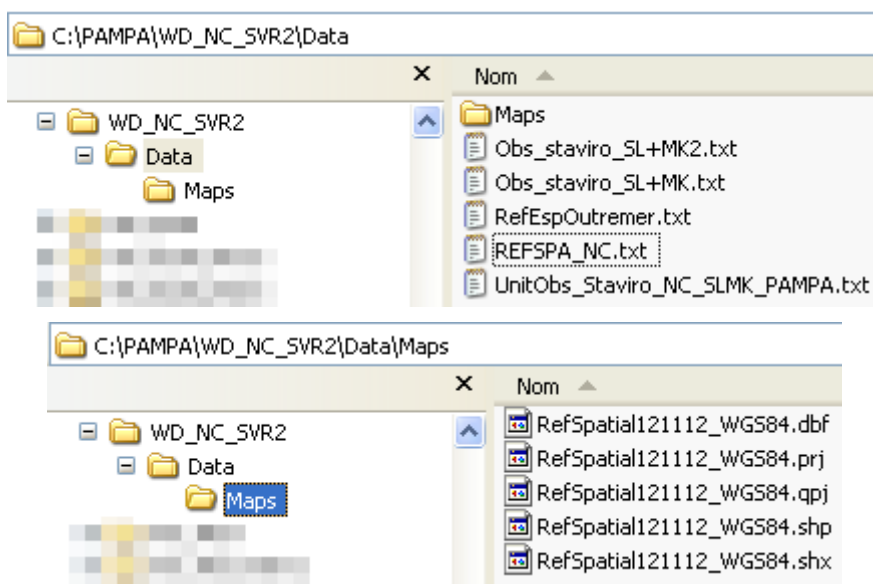 C:\PAMPA\WD_NC_SVR2\Data
Nom
WD_NC_SVR2
Data
Maps
Maps
Obs_staviro_SL+MK2.txt
Obs_staviro_SL+MK.txt
RefEspOutremer.txt
REFSPA_NC.txt
UnitObs_Staviro_NC_SLMK_PAMPA.txt
C:\PAMPA\WD_NC_SVR2\Data\Maps
Nom
WD_NC_SVR2
Data
Maps
RefSpatial121112_WGS84.dbf
RefSpatial121112_WGS84.prj
RefSpatial121112_WGS84.qpj
RefSpatial121112_WGS84.shp
RefSpatial121112_WGS84.shx